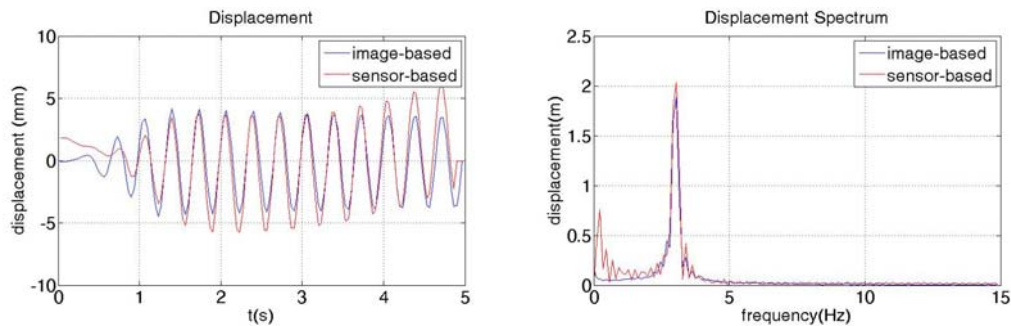 Displacement
10
5
0
-5
-10
displacement (mm)
image-based
sensor-based
0
1
2
3
4
5
t(s)
Displacement Spectrum
2.5
2
1.5
1
0.5
0
displacement(m)
image-based
sensor-based
0
5
10
15
frequency(Hz)